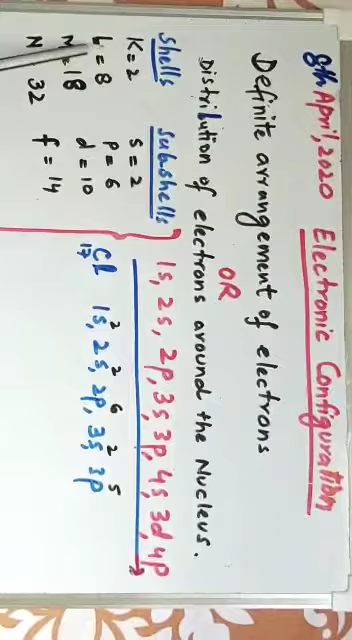 8th April, 2020 Electronic Configuration
Definite arrangement of electrons
OR
Distribution of electrons around the Nucleus.
Shells Subshells 1s, 2s, 2p, 3s, 3p, 4s, 3d, 4p
K=2 s=2
L=8 p=6 17Cl 1s², 2s², 2p⁶, 3s², 3p⁵
M=18 d=10
N 32 f=14